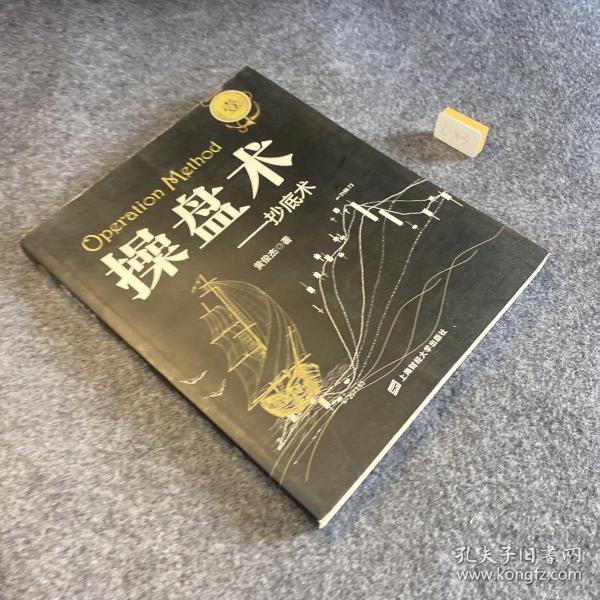 Operation Method
操盘术
——抄底术
黄俊杰◎著
上海财经大学出版社
孔夫子旧书网
www.kongfz.com